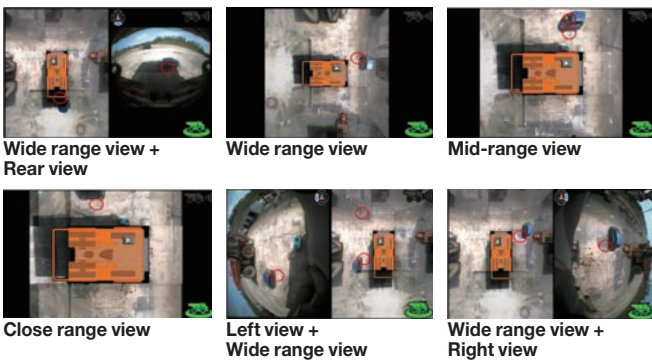 Wide range view +
Rear view
Wide range view
Mid-range view
Close range view
Left view +
Wide range view
Wide range view +
Right view